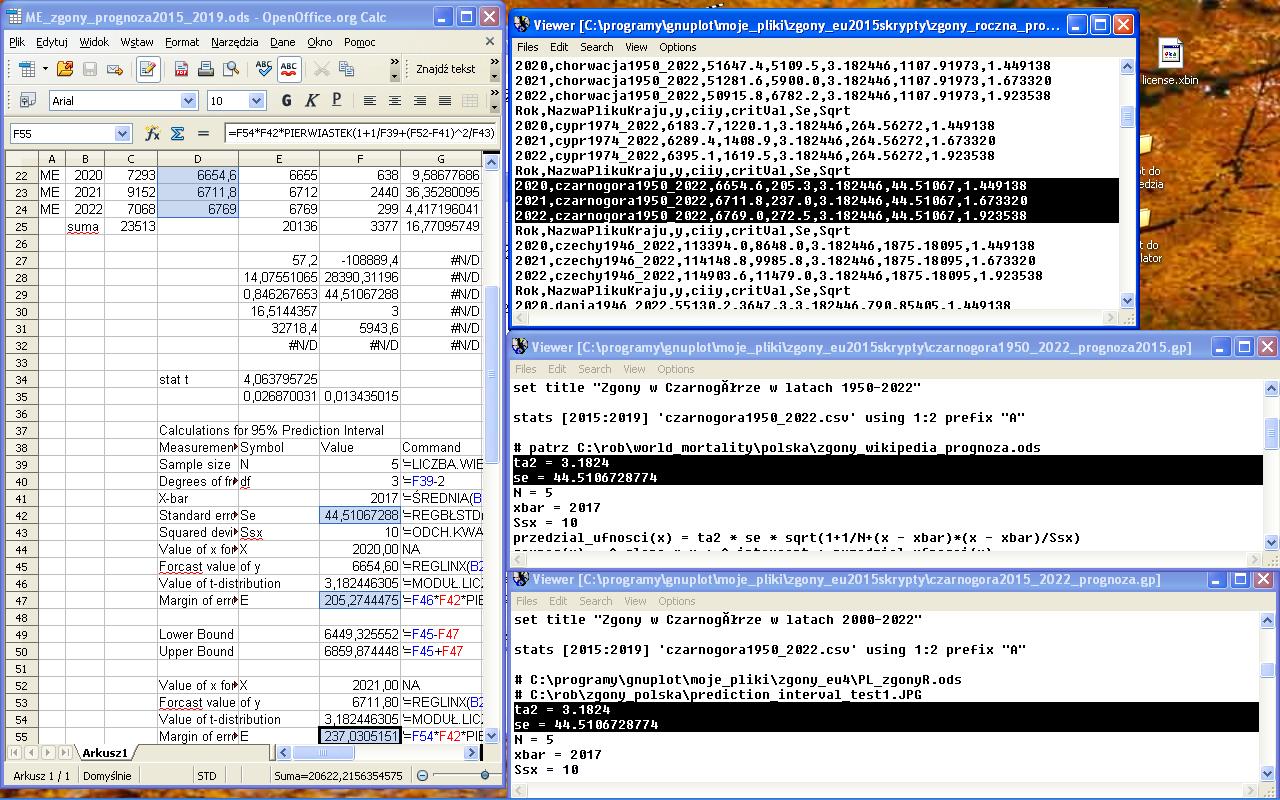 ME_zgony_prognoza2015_2019.ods - OpenOffice.org Calc
Plik Edytuj Widok Wstaw Format Narzędzia Dane Okno Pomoc
Znajdź tekst
Arial 10 G K P
F55 =F54*F42*PIERWIASTEK(1+1/F39+(F52-F41)^2/F43)
A B C D E F G
22 ME 2020 7293 6654,6 6655 638 9,58677686
23 ME 2021 9152 6711,8 6712 2440 36,35280095
24 ME 2022 7068 6769 6769 299 4,417196041
25 suma 23513 20136 3377 16,77095749
26
27 57,2 -108889,4 #N/D
28 14,07551065 28390,31196 #N/D
29 0,846267653 44,51067288 #N/D
30 16,5144357 3 #N/D
31 32718,4 5943,6 #N/D
32 #N/D #N/D #N/D
33
34 stat t 4,063795725
35 0,026870031 0,013435015
36
37 Calculations for 95% Prediction Interval
38 Measuremen Symbol Value Command
39 Sample size N 5 '=LICZBA.WIE
40 Degrees of fr df 3 '=F39-2
41 X-bar 2017 '=ŚREDNIA(B
42 Standard erro Se 44,51067288 '=REGBŁSTD
43 Squared devi Ssx 10 '=ODCH.KWA
44 Value of x for X 2020,00 NA
45 Forcast value of y 6654,60 '=REGLINX(B2
46 Value of t-distribution 3,182446305 '=MODUŁ.LIC
47 Margin of erro E 205,2744475 '=F46*F42*PIE
48
49 Lower Bound 6449,325552 '=F45-F47
50 Upper Bound 6859,874448 '=F45+F47
51
52 Value of x for X 2021,00 NA
53 Forcast value of y 6711,80 '=REGLINX(B2
54 Value of t-distribution 3,182446305 '=MODUŁ.LIC
55 Margin of erro E 237,0305151 '=F54*F42*PIE
Arkusz1
Arkusz 1 / 1 Domyślnie STD Suma=20622,2156354575
Viewer [C:\programy\gnuplot\moje_pliki\zgony_eu2015skrypty\zgony_roczna_pro...
Files Edit Search View Options
2020,chorwacja1950_2022,51647.4,5109.5,3.182446,1107.91973,1.449138
2021,chorwacja1950_2022,51281.6,5900.0,3.182446,1107.91973,1.673320
2022,chorwacja1950_2022,50915.8,6782.2,3.182446,1107.91973,1.923538
Rok,NazwaPlikuKraju,y,ciiy,critVal,Se,Sqrt
2020,cypr1974_2022,6183.7,1220.1,3.182446,264.56272,1.449138
2021,cypr1974_2022,6289.4,1408.9,3.182446,264.56272,1.673320
2022,cypr1974_2022,6395.1,1619.5,3.182446,264.56272,1.923538
Rok,NazwaPlikuKraju,y,ciiy,critVal,Se,Sqrt
2020,czarnogora1950_2022,6654.6,205.3,3.182446,44.51067,1.449138
2021,czarnogora1950_2022,6711.8,237.0,3.182446,44.51067,1.673320
2022,czarnogora1950_2022,6769.0,272.5,3.182446,44.51067,1.923538
Rok,NazwaPlikuKraju,y,ciiy,critVal,Se,Sqrt
2020,czechy1946_2022,113394.0,8648.0,3.182446,1875.18095,1.449138
2021,czechy1946_2022,114148.8,9985.8,3.182446,1875.18095,1.673320
2022,czechy1946_2022,114903.6,11479.0,3.182446,1875.18095,1.923538
Rok,NazwaPlikuKraju,y,ciiy,critVal,Se,Sqrt
2020,dania1946_2022,55130.2,3647.3,3.182446,790.85405,1.449138
license.xbin
t do
edzia
ut do
lator
Viewer [C:\programy\gnuplot\moje_pliki\zgony_eu2015skrypty\czarnogora1950_2022_prognoza2015.gp]
Files Edit Search View Options
set title "Zgony w CzarnogĂłrze w latach 1950-2022"
stats [2015:2019] 'czarnogora1950_2022.csv' using 1:2 prefix "A"
# patrz C:\rob\world_mortality\polska\zgony_wikipedia_prognoza.ods
ta2 = 3.1824
se = 44.5106728774
N = 5
xbar = 2017
Ssx = 10
przedzial_ufnosci(x) = ta2 * se * sqrt(1+1/N+(x - xbar)*(x - xbar)/Ssx)
Viewer [C:\programy\gnuplot\moje_pliki\zgony_eu2015skrypty\czarnogora2015_2022_prognoza.gp]
Files Edit Search View Options
set title "Zgony w CzarnogĂłrze w latach 2000-2022"
stats [2015:2019] 'czarnogora1950_2022.csv' using 1:2 prefix "A"
# C:\programy\gnuplot\moje_pliki\zgony_eu4\PL_zgonyR.ods
# C:\rob\zgony_polska\prediction_interval_test1.JPG
ta2 = 3.1824
se = 44.5106728774
N = 5
xbar = 2017
Ssx = 10